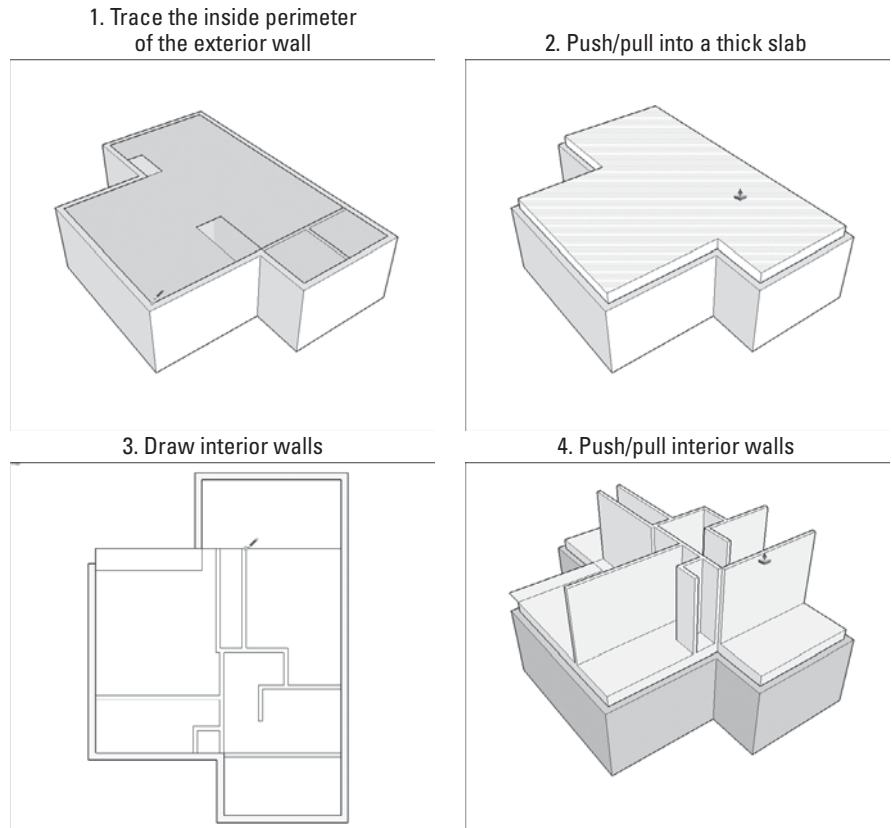 1. Trace the inside perimeter
of the exterior wall
2. Push/pull into a thick slab
3. Draw interior walls
4. Push/pull interior walls